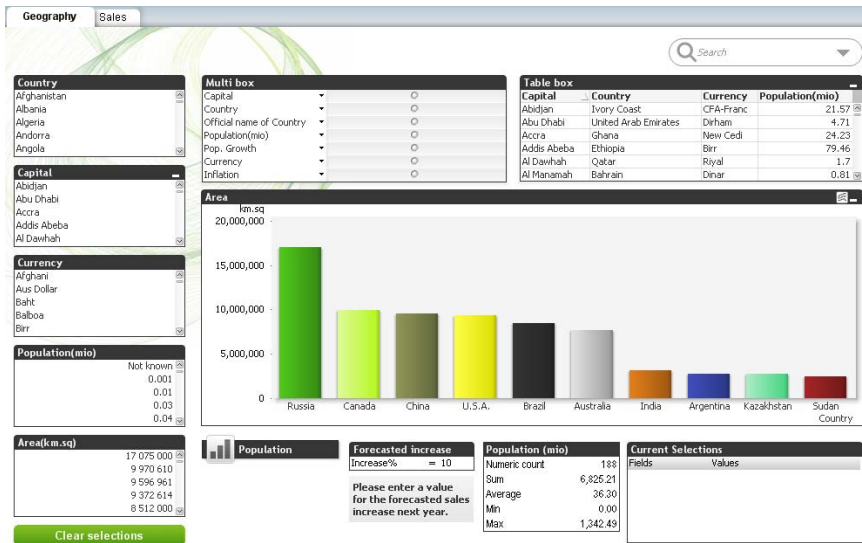 Geography Sales
Search
Country
Afghanistan
Albania
Algeria
Andorra
Angola
Capital
Abidjan
Abu Dhabi
Accra
Addis Abeba
Al Dawhah
Currency
Afghani
Aus Dollar
Baht
Balboa
Birr
Population(mio)
Not known
0.001
0.01
0.03
0.04
Area(km.sq)
17 075 000
9 970 610
9 596 961
9 372 614
8 512 000
Clear selections
Multi box
Capital
Country
Official name of Country
Population(mio)
Pop. Growth
Currency
Inflation
Table box
Capital Country Currency Population(mio)
Abidjan Ivory Coast CFA-Franc 21.57
Abu Dhabi United Arab Emirates Dirham 4.71
Accra Ghana New Cedi 24.23
Addis Abeba Ethiopia Birr 79.46
Al Dawhah Qatar Riyal 1.7
Al Manamah Bahrain Dinar 0.81
Area
km.sq
20,000,000
15,000,000
10,000,000
5,000,000
0
Russia Canada China U.S.A. Brazil Australia India Argentina Kazakhstan Sudan
Country
Population
Forecasted increase
Increase% = 10
Please enter a value
for the forecasted sales
increase next year.
Population (mio)
Numeric count 188
Sum 6,825.21
Average 36.30
Min 0.00
Max 1,342.49
Current Selections
Fields Values